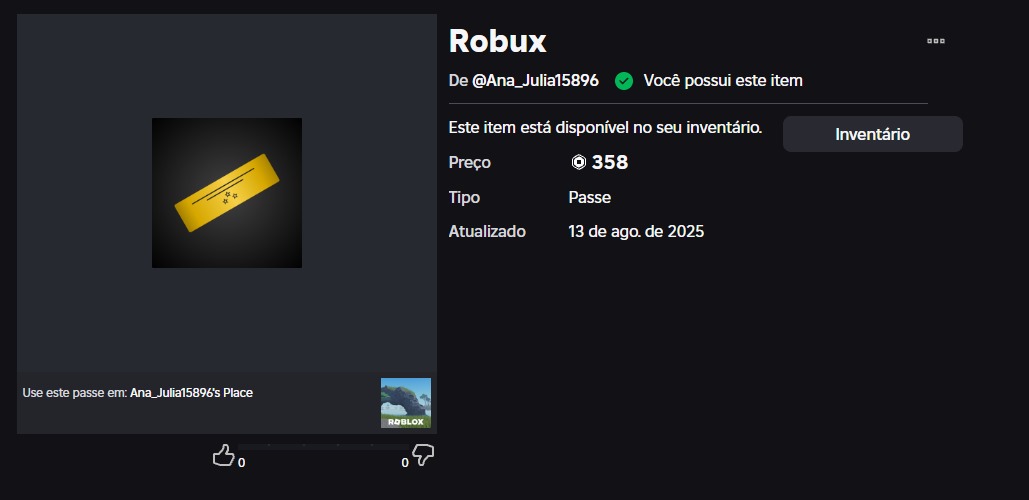 Robux
De @Ana_Julia15896 Você possui este item
Este item está disponível no seu inventário.
Inventário
Preço 358
Tipo Passe
Atualizado 13 de ago. de 2025
Use este passe em: Ana_Julia15896's Place
ROBLOX
0 0